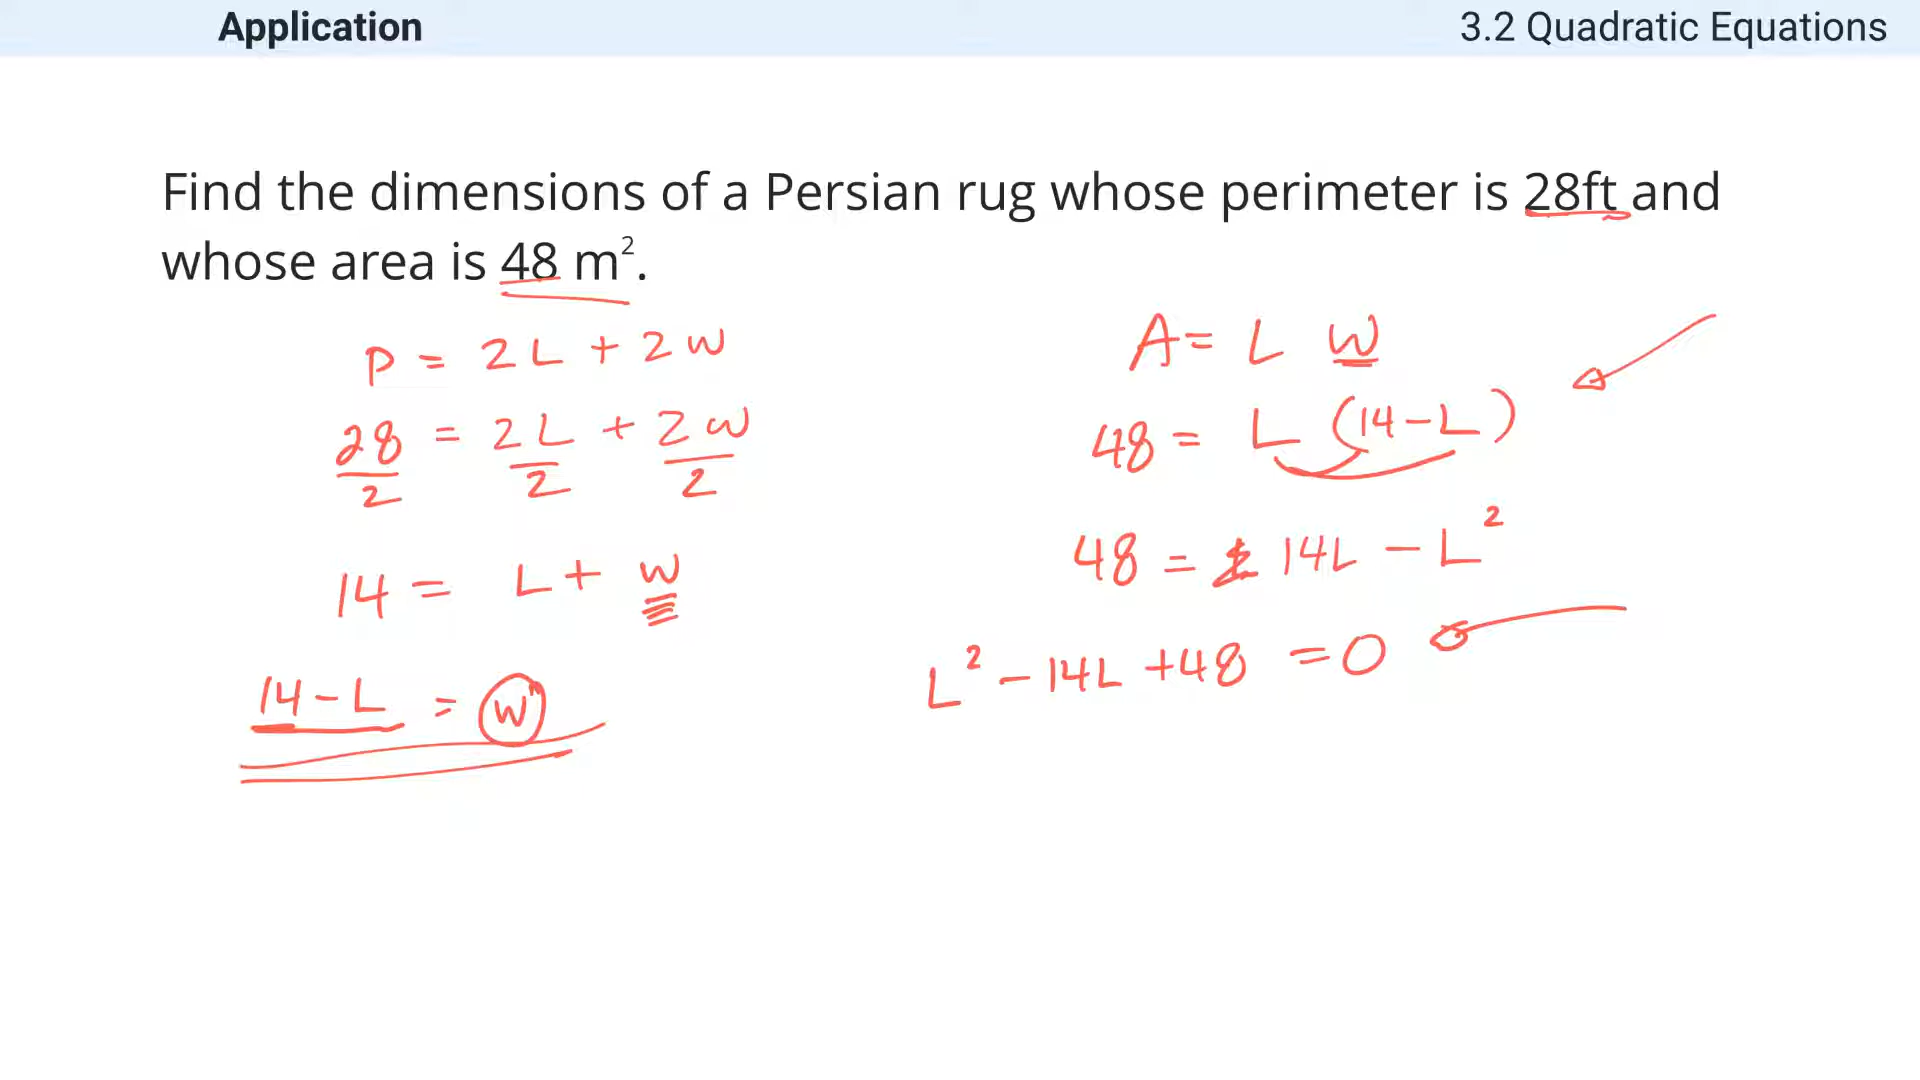 Application
3.2 Quadratic Equations
Find the dimensions of a Persian rug whose perimeter is 28ft and
whose area is 48 m².
P = 2L + 2W
28/2 = 2L/2 + 2W/2
14 = L + W
14 - L = W
A = L W
48 = L (14 - L)
48 = 14L - L²
L² - 14L + 48 = 0